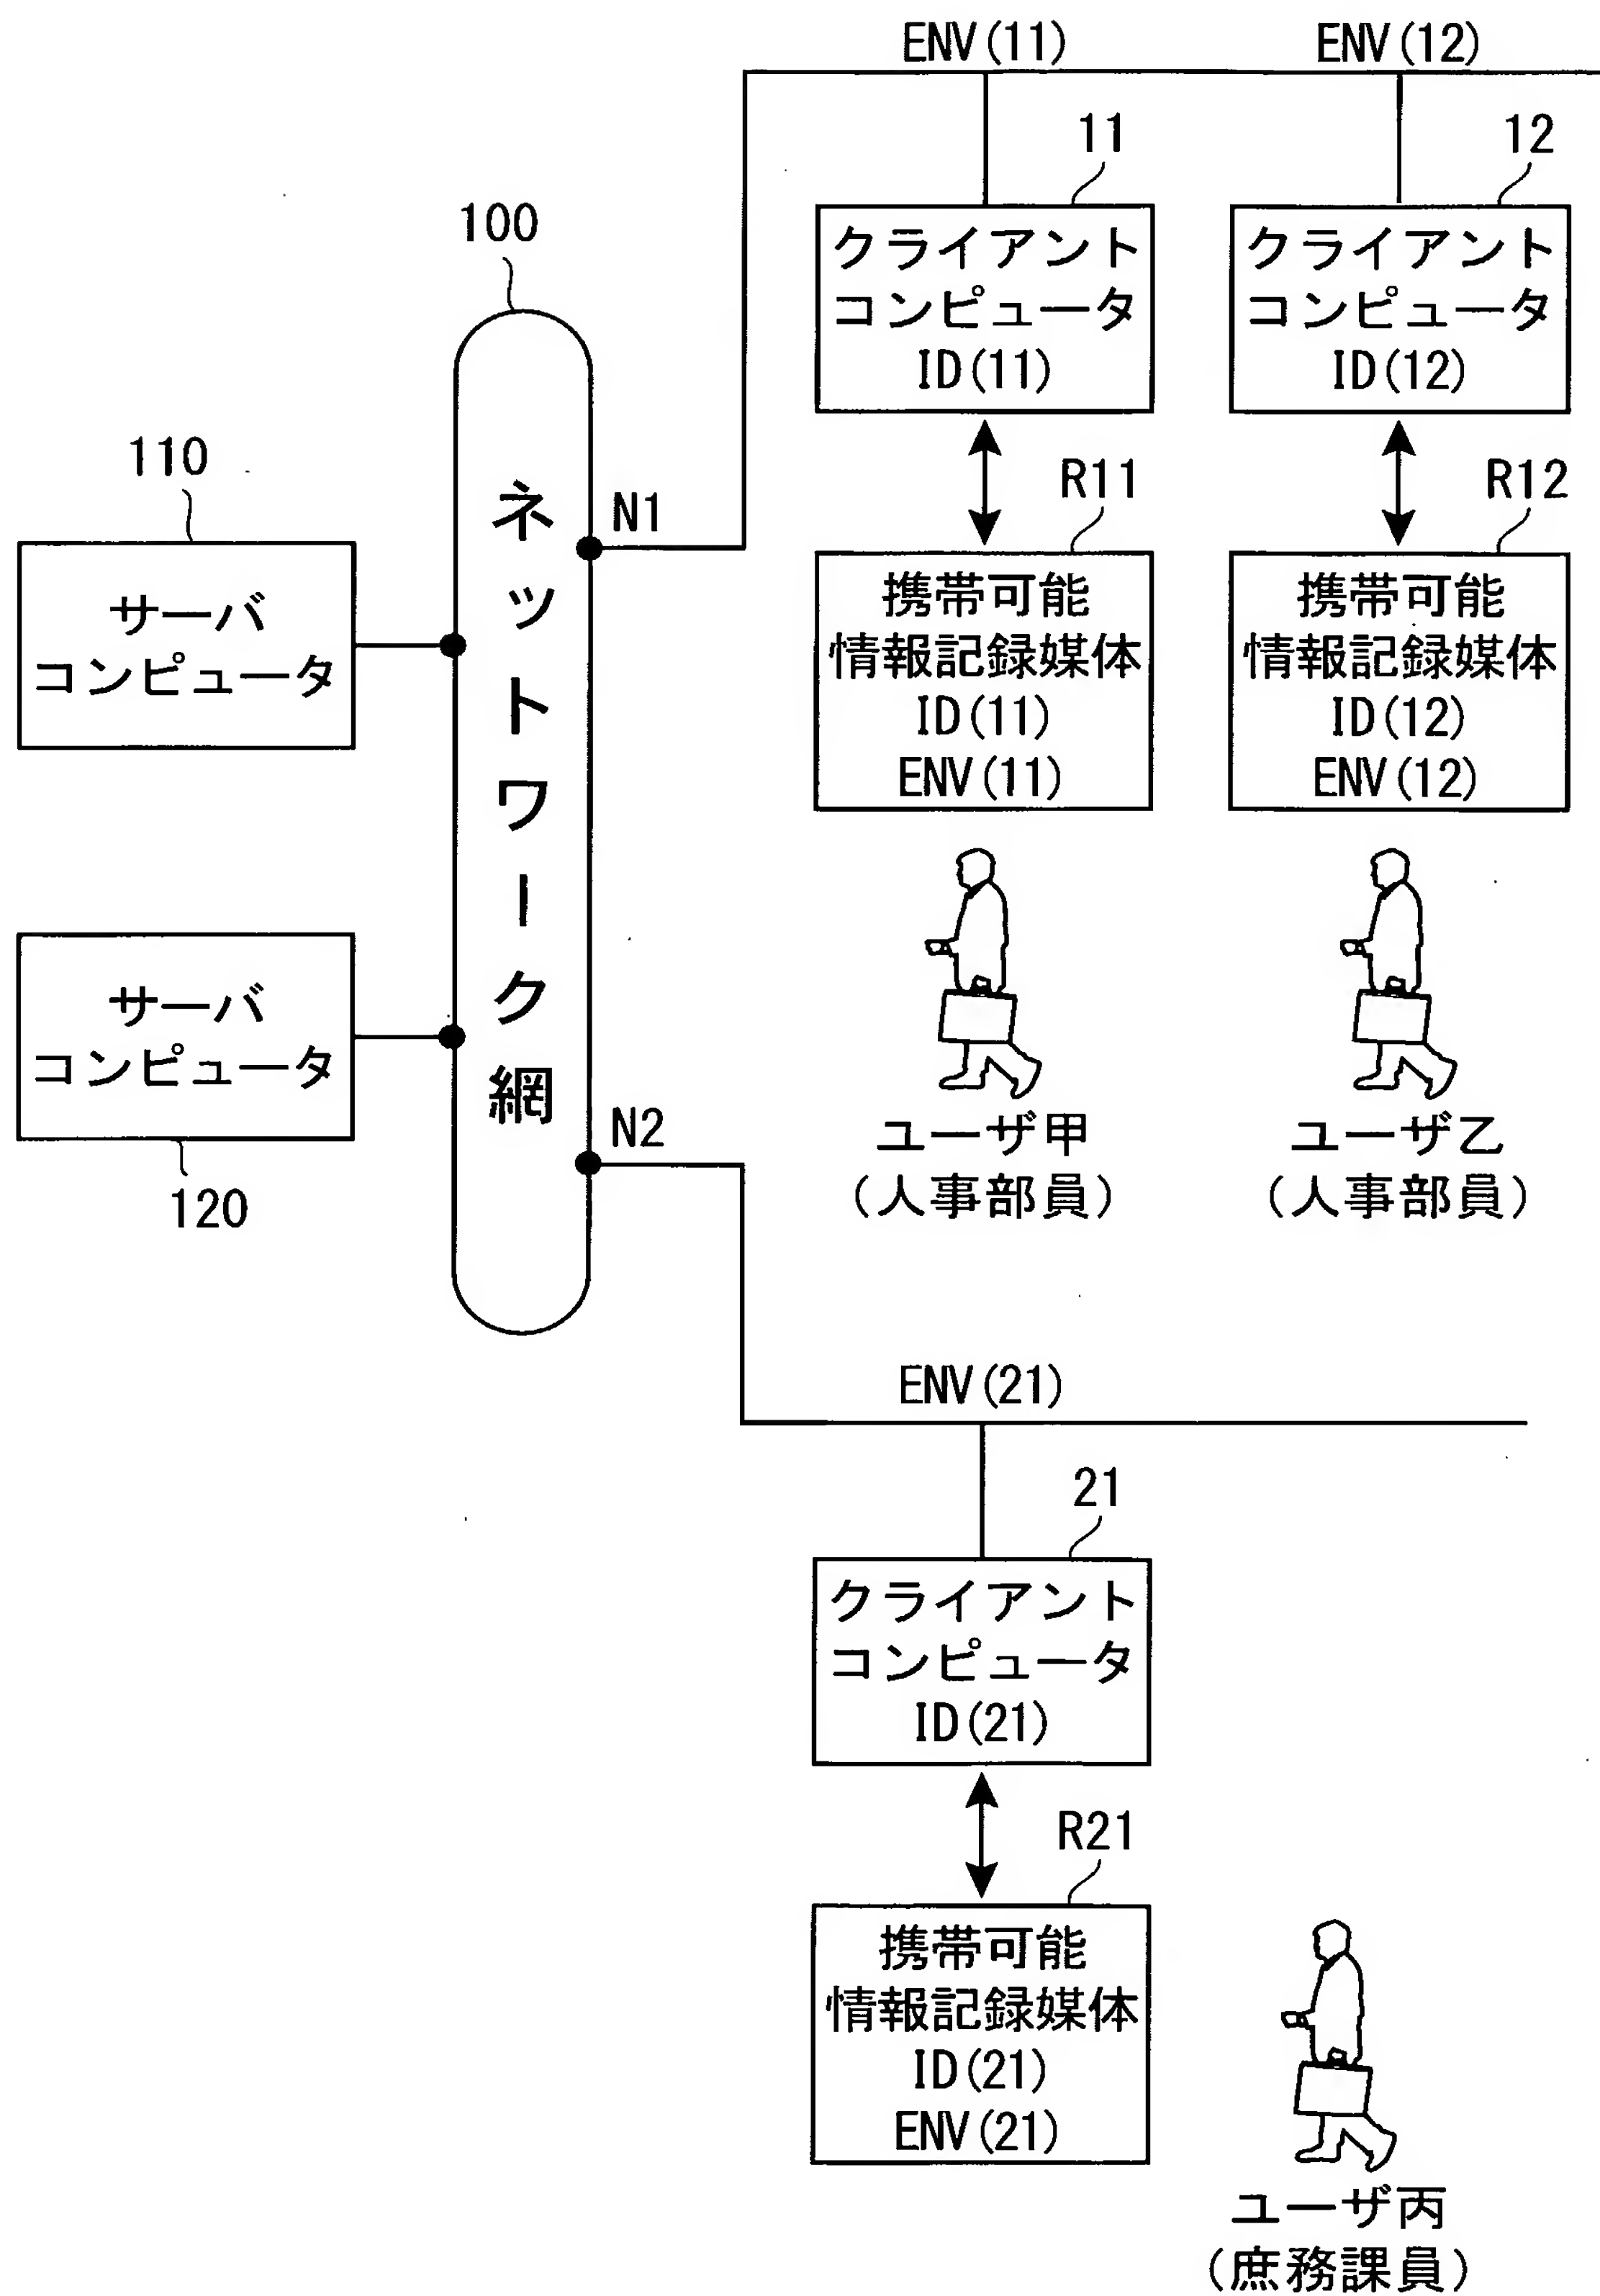 ENV(11)
ENV(12)
11
12
クライアント
コンピュータ
ID(11)
クライアント
コンピュータ
ID(12)
100
R11
R12
携帯可能
情報記録媒体
ID(11)
ENV(11)
携帯可能
情報記録媒体
ID(12)
ENV(12)
110
サーバ
コンピュータ
ネットワーク網
N1
サーバ
コンピュータ
120
N2
ユーザ甲
(人事部員)
ユーザ乙
(人事部員)
ENV(21)
21
クライアント
コンピュータ
ID(21)
R21
携帯可能
情報記録媒体
ID(21)
ENV(21)
ユーザ丙
(庶務課員)